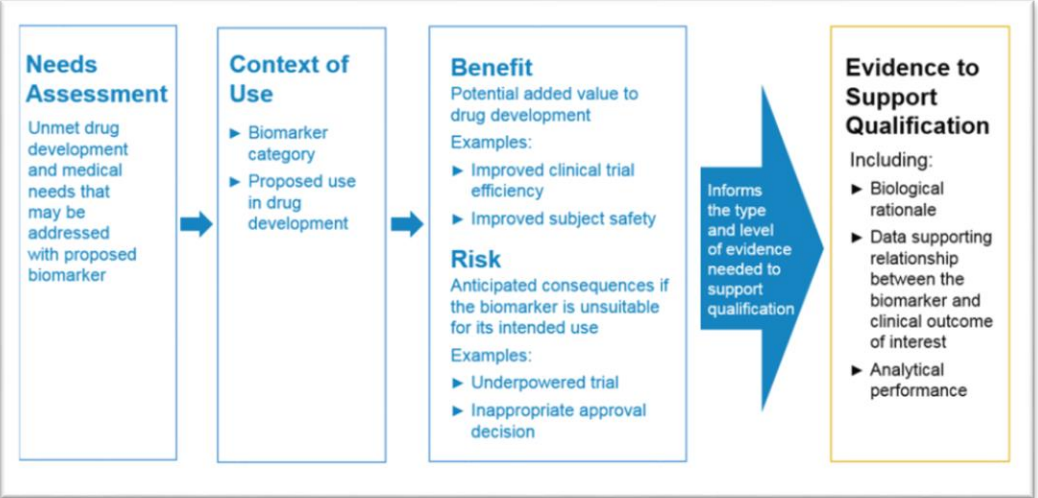 Needs
Assessment
Unmet drug
development
and medical
needs that
may be
addressed
with proposed
biomarker
Context of
Use
► Biomarker
category
► Proposed use
in drug
development
Benefit
Potential added value to
drug development
Examples:
► Improved clinical trial
efficiency
► Improved subject safety
Risk
Anticipated consequences if
the biomarker is unsuitable
for its intended use
Examples:
► Underpowered trial
► Inappropriate approval
decision
Informs
the type
and level
of evidence
needed to
support
qualification
Evidence to
Support
Qualification
Including:
► Biological
rationale
► Data supporting
relationship
between the
biomarker and
clinical outcome
of interest
► Analytical
performance